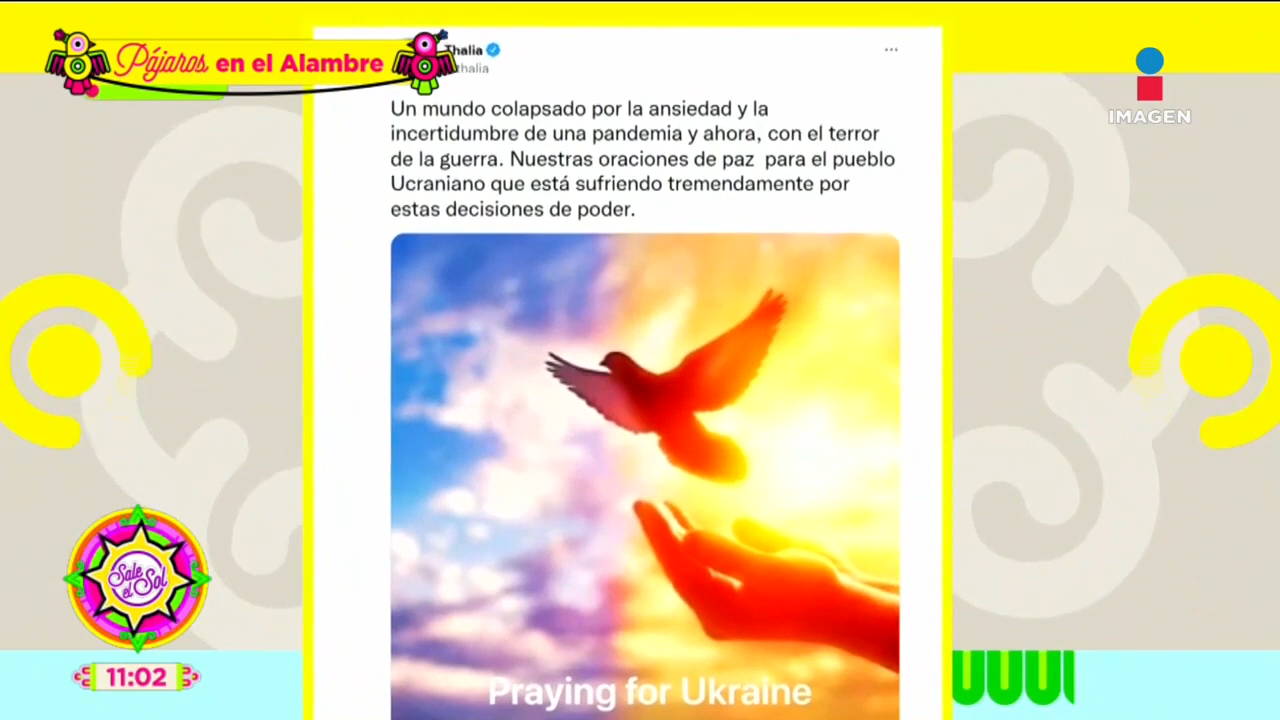 Pájaros en el Alambre
Thalia
thalia
IMAGEN
Un mundo colapsado por la ansiedad y la
incertidumbre de una pandemia y ahora, con el terror
de la guerra. Nuestras oraciones de paz para el pueblo
Ucraniano que está sufriendo tremendamente por
estas decisiones de poder.
Sale
el Sol
11:02
Praying for Ukraine